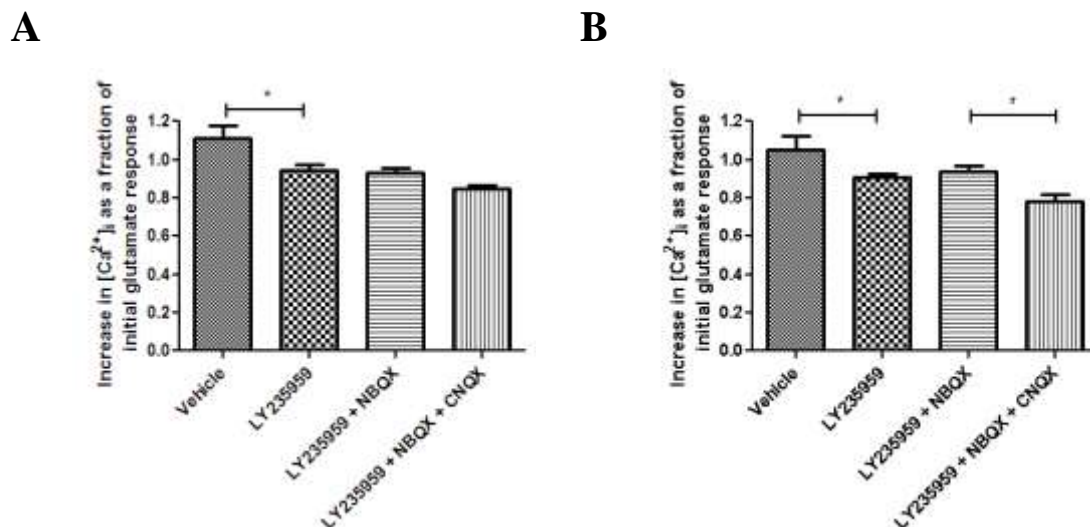 A
B
Increase in [Ca2+]i as a fraction of
initial glutamate response
1.2
1.0
0.8
0.6
0.4
0.2
0.0
*
Vehicle
LY235959
LY235959 + NBQX
LY235959 + NBQX + CNQX
Increase in [Ca2+]i as a fraction of
initial glutamate response
1.2
1.0
0.8
0.6
0.4
0.2
0.0
Vehicle
LY235959
LY235959 + NBQX
LY235959 + NBQX + CNQX